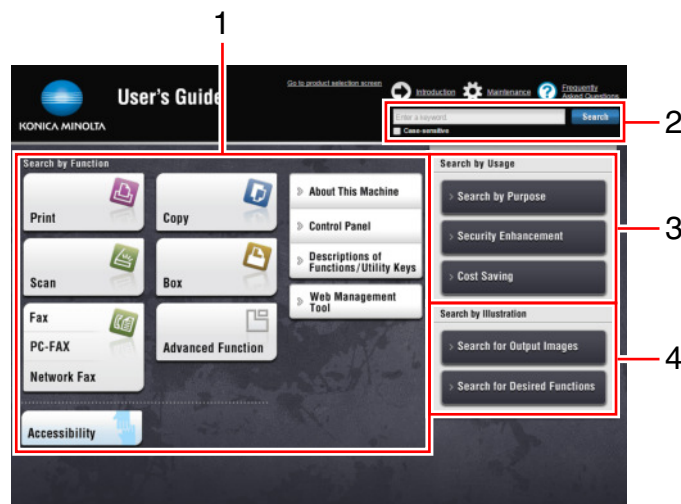 1
Go to product selection screen
Introduction
Maintenance
Frequently
Asked Questions
User's Guide
KONICA MINOLTA
Enter a keyword
Search
Case-sensitive
2
Search by Function
Print
Copy
Scan
Box
Fax
PC-FAX
Network Fax
Advanced Function
Accessibility
About This Machine
Control Panel
Descriptions of
Functions/Utility Keys
Web Management
Tool
Search by Usage
Search by Purpose
Security Enhancement
Cost Saving
3
Search by Illustration
Search for Output Images
Search for Desired Functions
4